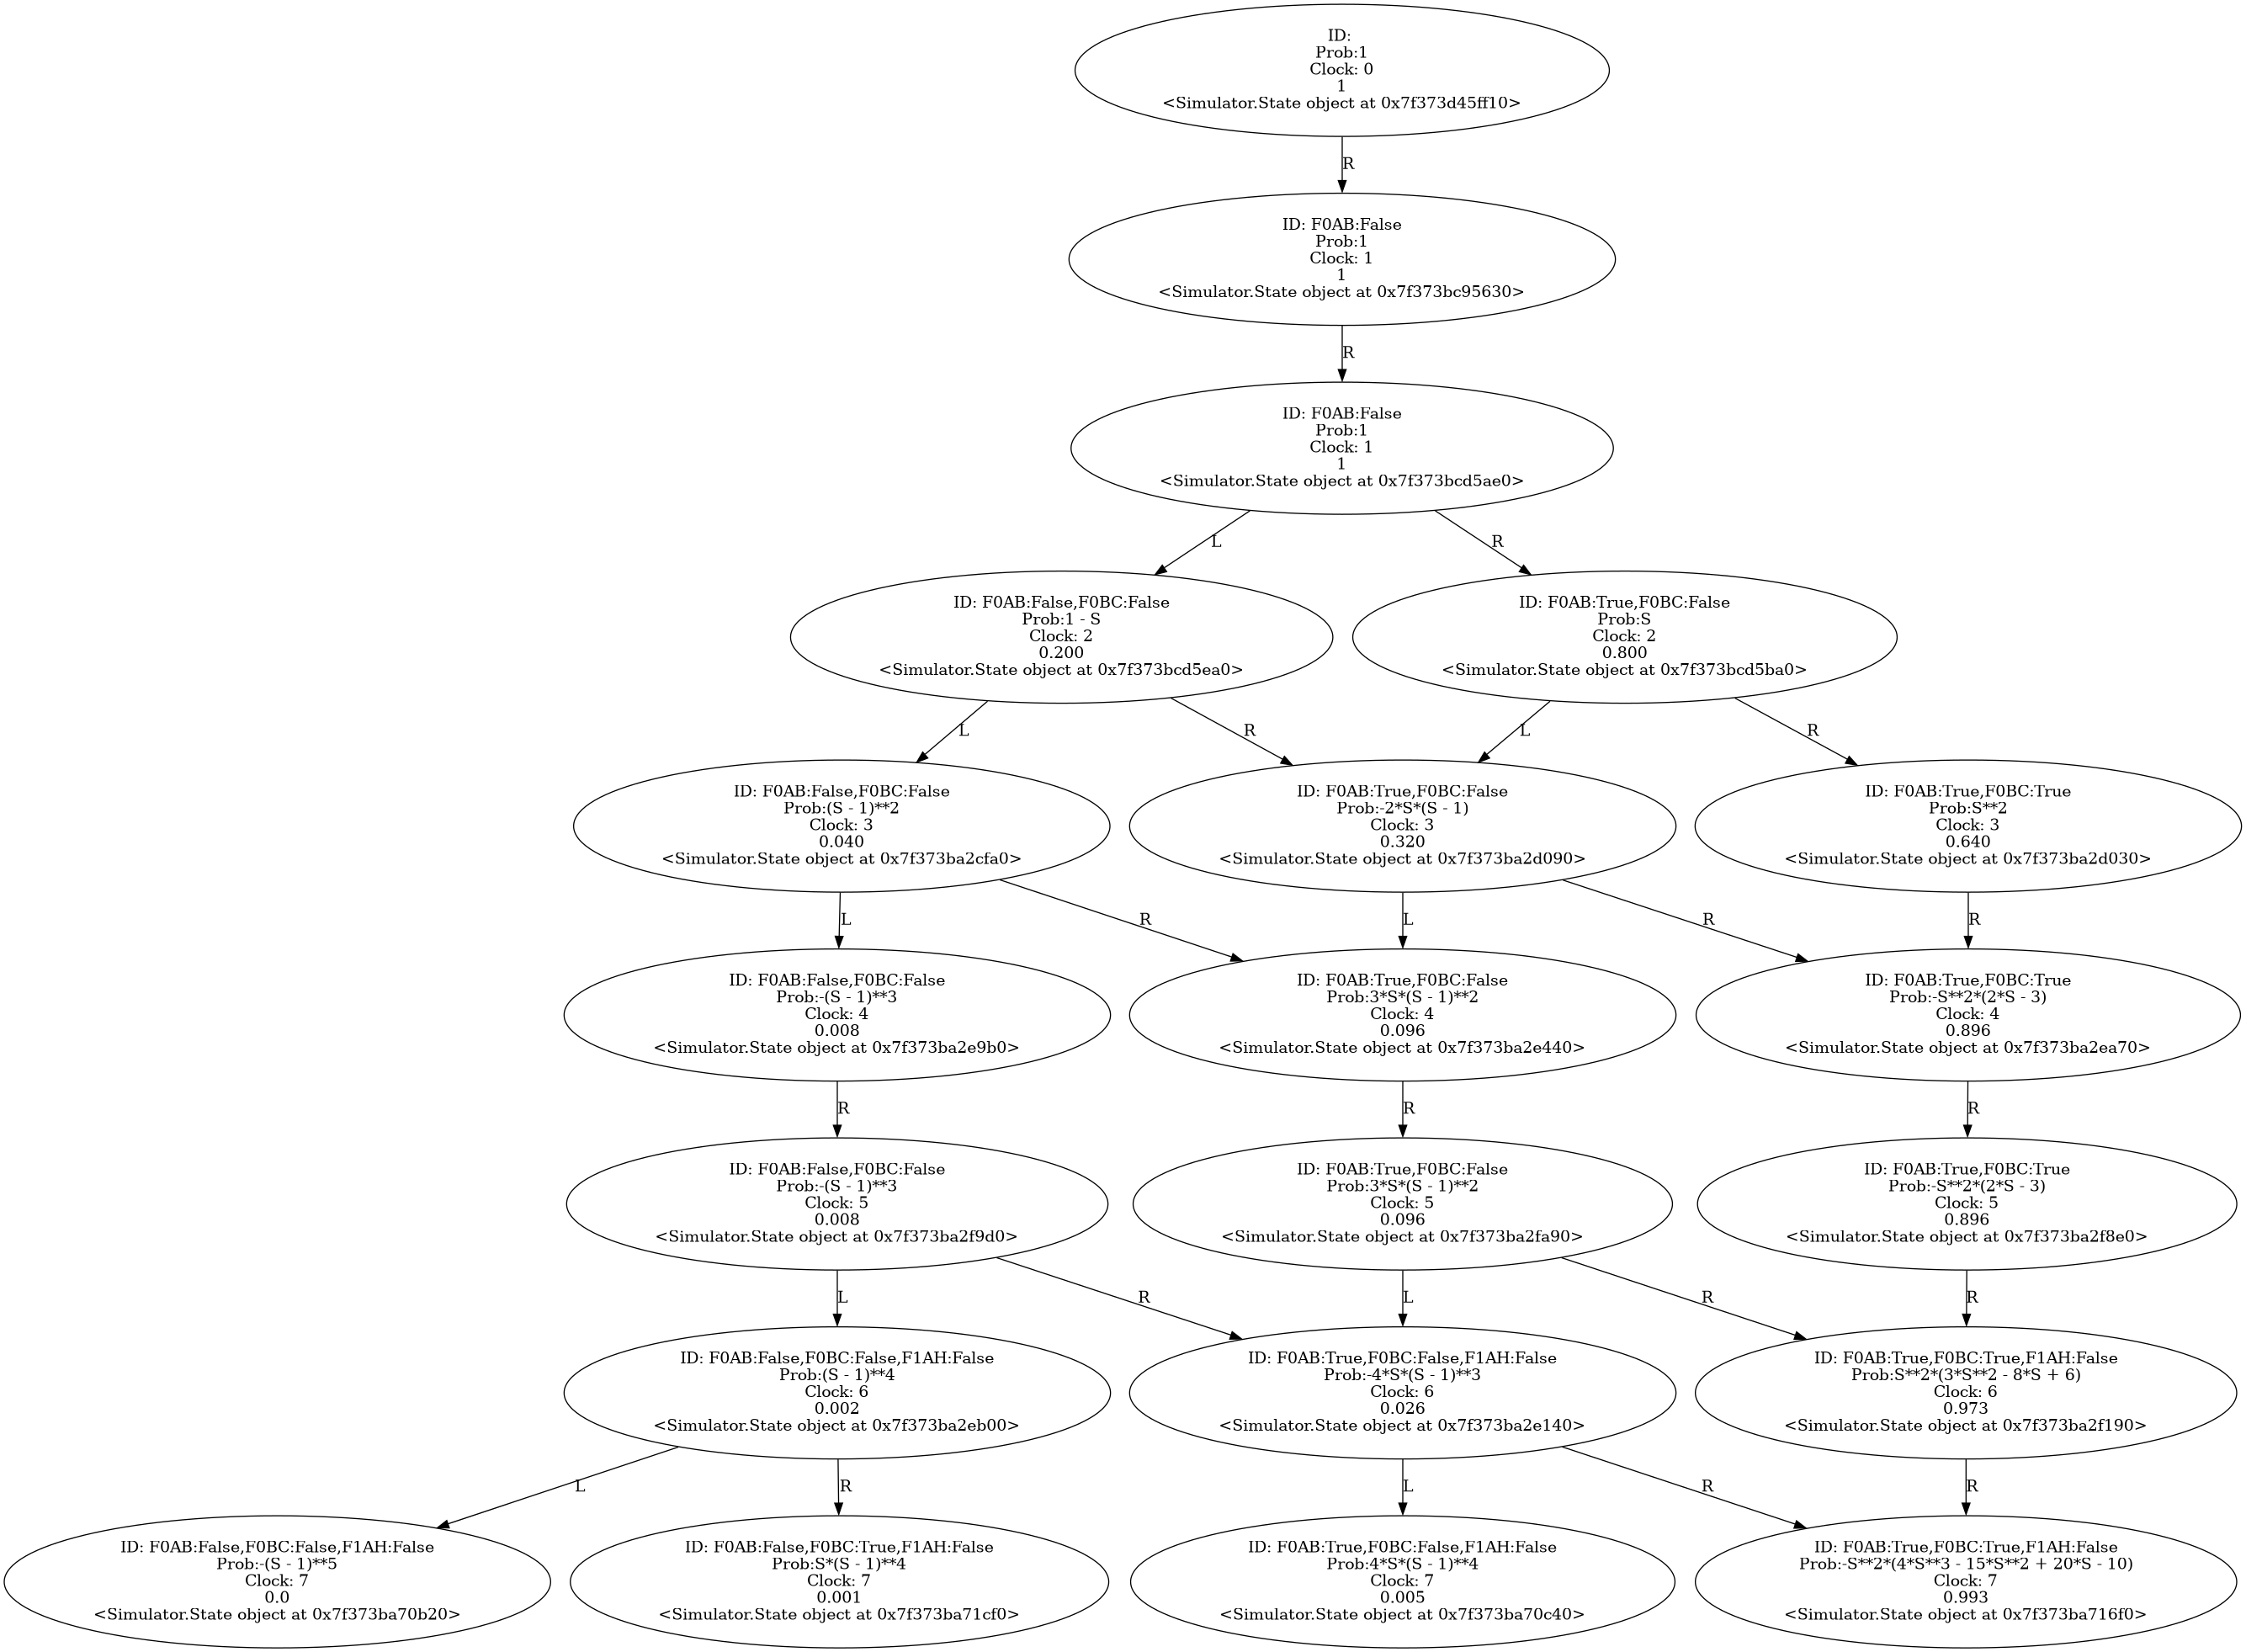 ID:
Prob:1
Clock: 0
1
<Simulator.State object at 0x7f373d45ff10>
R
ID: F0AB:False
Prob:1
Clock: 1
1
<Simulator.State object at 0x7f373bc95630>
R
ID: F0AB:False
Prob:1
Clock: 1
1
<Simulator.State object at 0x7f373bcd5ae0>
L
R
ID: F0AB:False,F0BC:False
Prob:1 - S
Clock: 2
0.200
<Simulator.State object at 0x7f373bcd5ea0>
ID: F0AB:True,F0BC:False
Prob:S
Clock: 2
0.800
<Simulator.State object at 0x7f373bcd5ba0>
L
R
L
R
ID: F0AB:False,F0BC:False
Prob:(S - 1)**2
Clock: 3
0.040
<Simulator.State object at 0x7f373ba2cfa0>
ID: F0AB:True,F0BC:False
Prob:-2*S*(S - 1)
Clock: 3
0.320
<Simulator.State object at 0x7f373ba2d090>
ID: F0AB:True,F0BC:True
Prob:S**2
Clock: 3
0.640
<Simulator.State object at 0x7f373ba2d030>
L
R
L
R
R
ID: F0AB:False,F0BC:False
Prob:-(S - 1)**3
Clock: 4
0.008
<Simulator.State object at 0x7f373ba2e9b0>
ID: F0AB:True,F0BC:False
Prob:3*S*(S - 1)**2
Clock: 4
0.096
<Simulator.State object at 0x7f373ba2e440>
ID: F0AB:True,F0BC:True
Prob:-S**2*(2*S - 3)
Clock: 4
0.896
<Simulator.State object at 0x7f373ba2ea70>
R
R
R
ID: F0AB:False,F0BC:False
Prob:-(S - 1)**3
Clock: 5
0.008
<Simulator.State object at 0x7f373ba2f9d0>
ID: F0AB:True,F0BC:False
Prob:3*S*(S - 1)**2
Clock: 5
0.096
<Simulator.State object at 0x7f373ba2fa90>
ID: F0AB:True,F0BC:True
Prob:-S**2*(2*S - 3)
Clock: 5
0.896
<Simulator.State object at 0x7f373ba2f8e0>
L
R
L
R
R
ID: F0AB:False,F0BC:False,F1AH:False
Prob:(S - 1)**4
Clock: 6
0.002
<Simulator.State object at 0x7f373ba2eb00>
ID: F0AB:True,F0BC:False,F1AH:False
Prob:-4*S*(S - 1)**3
Clock: 6
0.026
<Simulator.State object at 0x7f373ba2e140>
ID: F0AB:True,F0BC:True,F1AH:False
Prob:S**2*(3*S**2 - 8*S + 6)
Clock: 6
0.973
<Simulator.State object at 0x7f373ba2f190>
L
R
L
R
R
ID: F0AB:False,F0BC:False,F1AH:False
Prob:-(S - 1)**5
Clock: 7
0.0
<Simulator.State object at 0x7f373ba70b20>
ID: F0AB:False,F0BC:True,F1AH:False
Prob:S*(S - 1)**4
Clock: 7
0.001
<Simulator.State object at 0x7f373ba71cf0>
ID: F0AB:True,F0BC:False,F1AH:False
Prob:4*S*(S - 1)**4
Clock: 7
0.005
<Simulator.State object at 0x7f373ba70c40>
ID: F0AB:True,F0BC:True,F1AH:False
Prob:-S**2*(4*S**3 - 15*S**2 + 20*S - 10)
Clock: 7
0.993
<Simulator.State object at 0x7f373ba716f0>